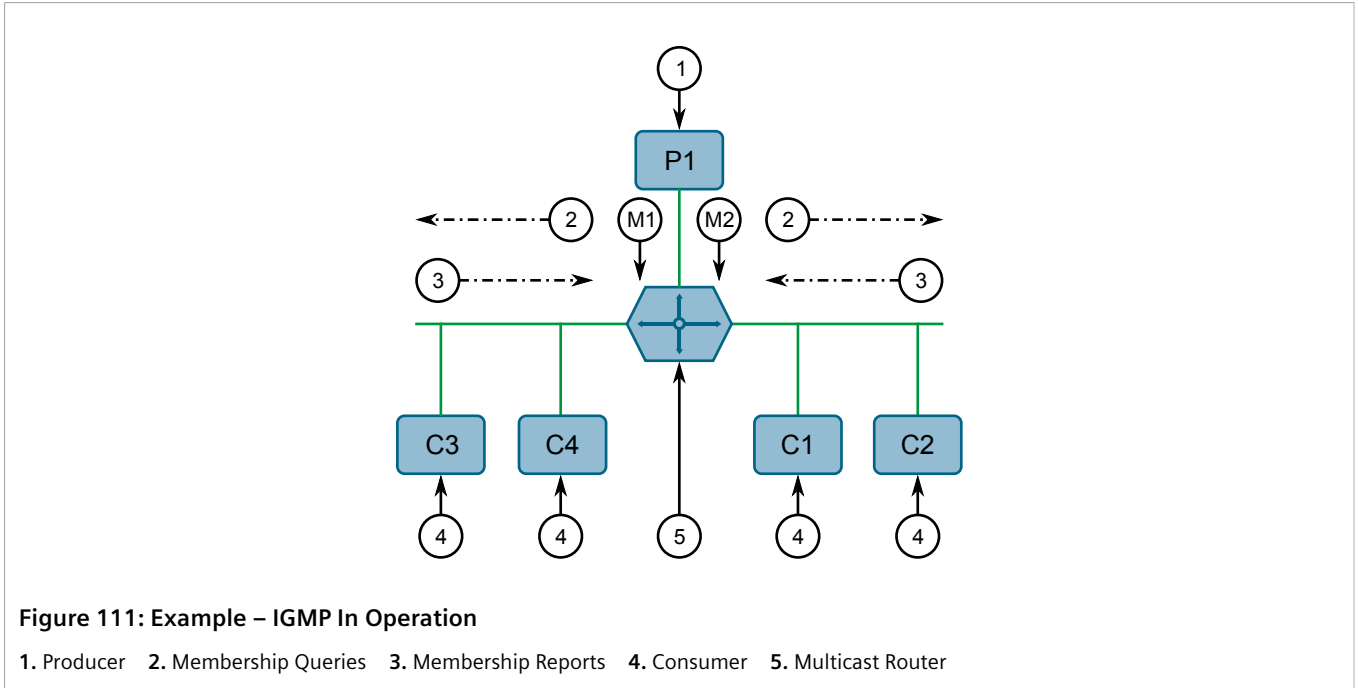 1
P1
2 M1 M2 2
3 3
C3 C4 C1 C2
4 4 5 4 4
Figure 111: Example – IGMP In Operation
1. Producer 2. Membership Queries 3. Membership Reports 4. Consumer 5. Multicast Router